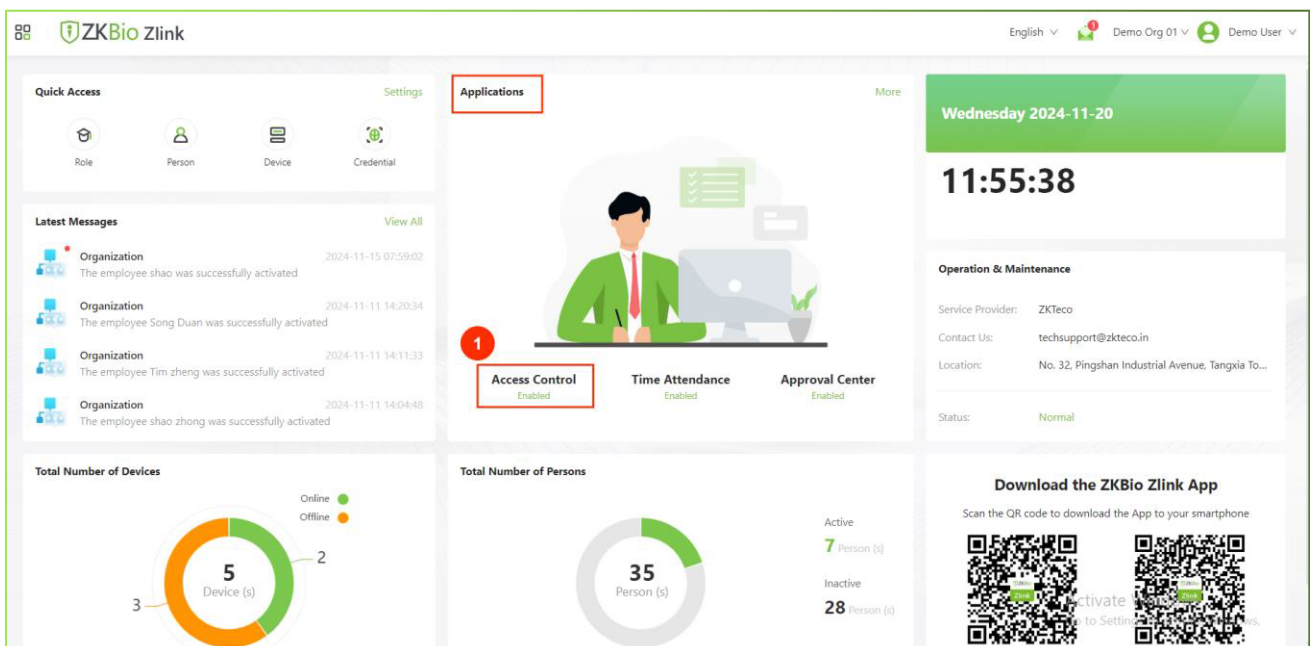 ZKBio Zlink
English
1
Demo Org 01
Demo User
Quick Access
Settings
Role
Person
Device
Credential
Latest Messages
View All
Organization
2024-11-15 07:59:02
The employee shao was successfully activated
Organization
2024-11-11 14:20:34
The employee Song Duan was successfully activated
Organization
2024-11-11 14:11:33
The employee Tim zheng was successfully activated
Organization
2024-11-11 14:04:48
The employee shao zhong was successfully activated
Applications
More
1
Access Control
Enabled
Time Attendance
Enabled
Approval Center
Enabled
Wednesday 2024-11-20
11:55:38
Operation & Maintenance
Service Provider: ZKTeco
Contact Us: techsupport@zkteco.in
Location: No. 32, Pingshan Industrial Avenue, Tangxia To...
Status: Normal
Total Number of Devices
Online
Offline
2
5
Device (s)
3
Total Number of Persons
35
Person (s)
Active
7 Person (s)
Inactive
28 Person (s)
Download the ZKBio Zlink App
Scan the QR code to download the App to your smartphone
Zlink
Zlink